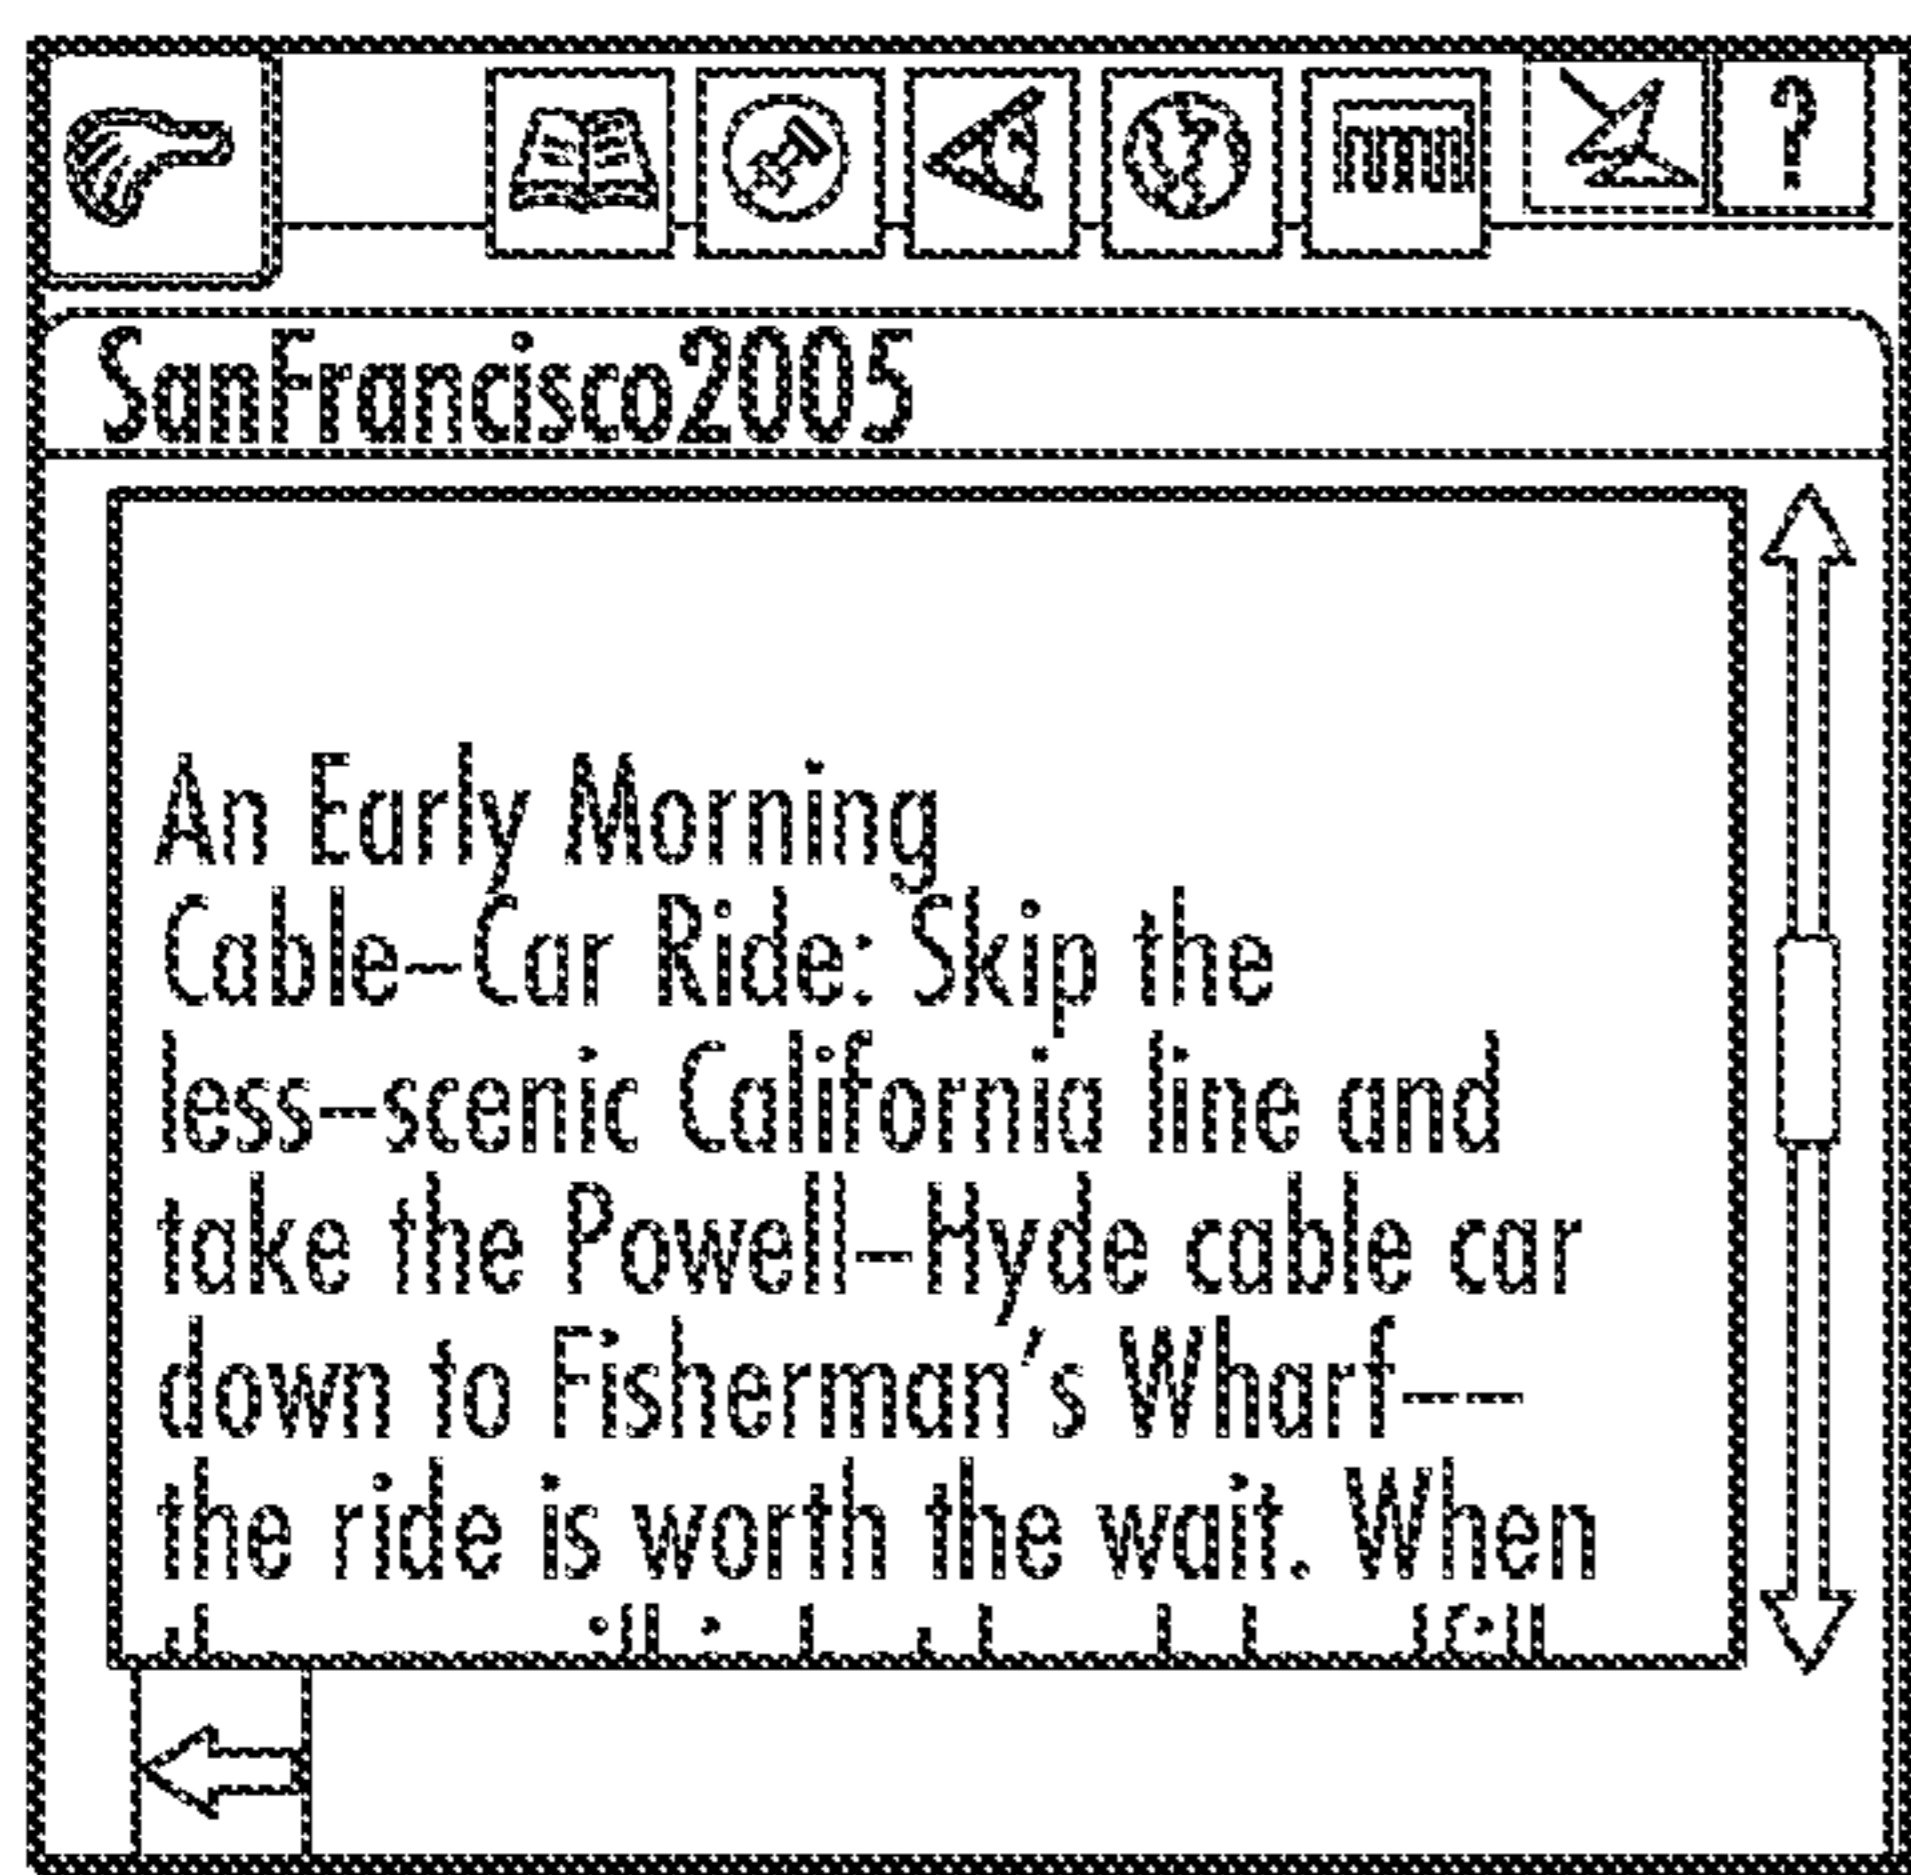 ?
SanFrancisco2005
An Early Morning
Cable-Car Ride: Skip the
less-scenic California line and
take the Powell-Hyde cable car
down to Fisherman's Wharf--
the ride is worth the wait. When